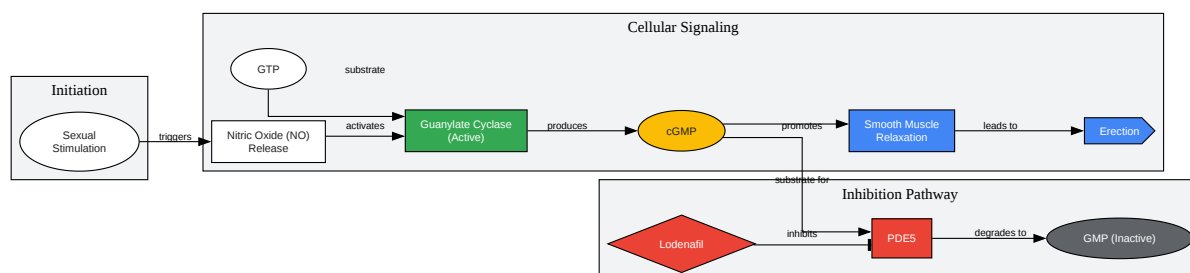 Cellular Signaling
GTP
substrate
Initiation
Sexual
Stimulation
triggers
Nitric Oxide (NO)
Release
activates
Guanylate Cyclase
(Active)
produces
cGMP
promotes
Smooth Muscle
Relaxation
leads to
Erection
substrate for
Inhibition Pathway
Lodenafil
inhibits
PDE5
degrades to
GMP (Inactive)